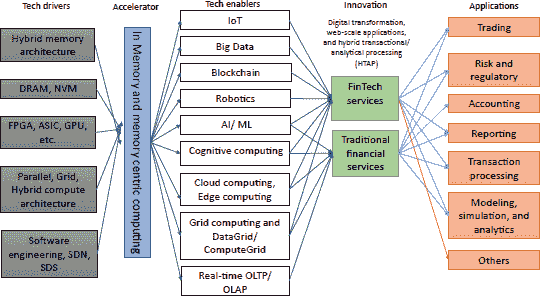 Tech drivers
Hybrid memory
architecture
DRAM, NVM
FPGA, ASIC, GPU,
etc.
Parallel, Grid,
Hybrid compute
architecture
Software
engineering, SDN,
SDS
Accelerator
In Memory and memory centric computing
Tech enablers
IoT
Big Data
Blockchain
Robotics
AI/ ML
Cognitive computing
Cloud computing,
Edge computing
Grid computing and
DataGrid/
ComputeGrid
Real-time OLTP/
OLAP
Innovation
Digital transformation,
web-scale applications,
and hybrid transactional/
analytical processing
(HTAP)
FinTech
services
Traditional
financial
services
Applications
Trading
Risk and
regulatory
Accounting
Reporting
Transaction
processing
Modeling,
simulation, and
analytics
Others